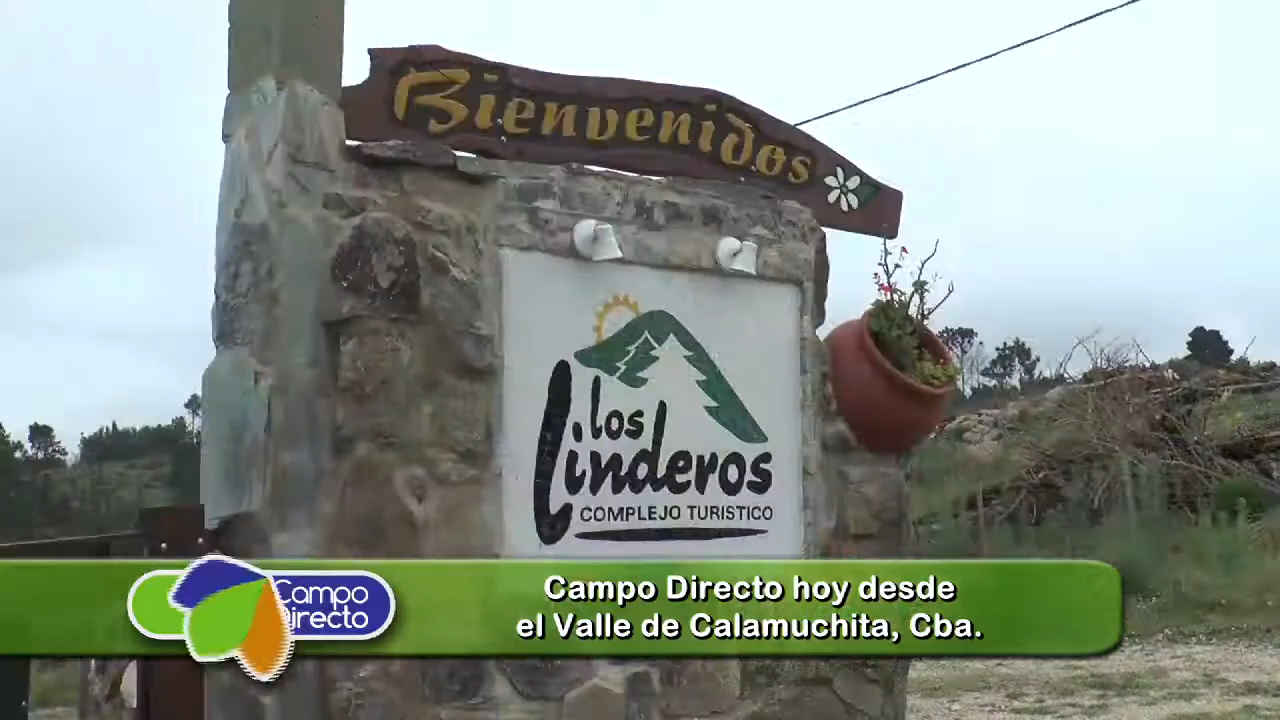 Bienvenidos
los
Linderos
COMPLEJO TURISTICO
Campo
Directo
Campo Directo hoy desde
el Valle de Calamuchita, Cba.